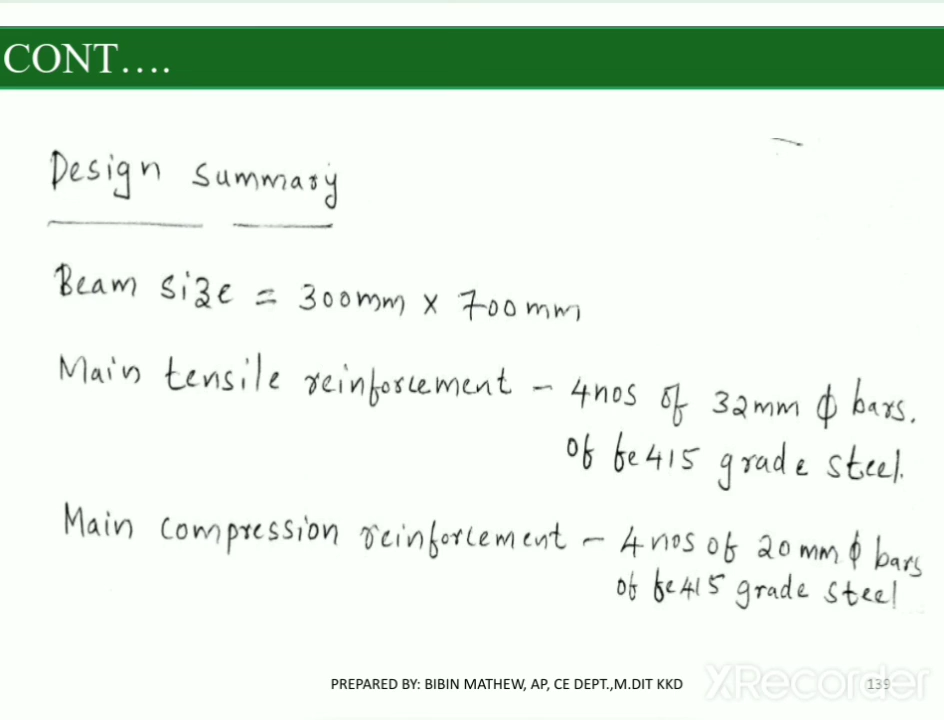 CONT....
Design summary
Beam size = 300mm x 700mm
Main tensile reinforcement - 4nos of 32mm ϕ bars.
of fe415 grade steel.
Main compression reinforcement - 4nos of 20mm ϕ bars
of fe415 grade steel
PREPARED BY: BIBIN MATHEW, AP, CE DEPT.,M.DIT KKD
139
XRecorder